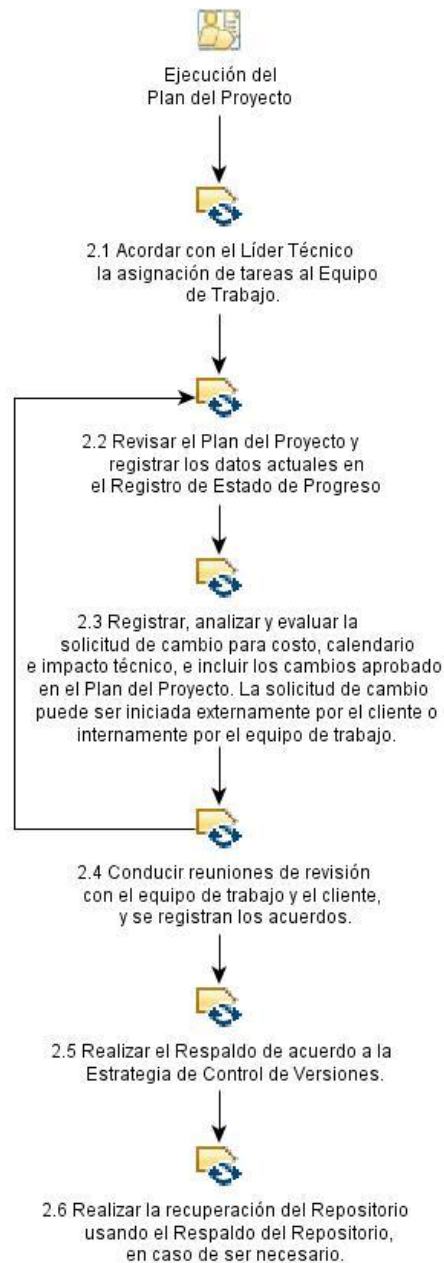 Ejecución del
Plan del Proyecto
2.1 Acordar con el Líder Técnico
la asignación de tareas al Equipo
de Trabajo.
2.2 Revisar el Plan del Proyecto y
registrar los datos actuales en
el Registro de Estado de Progreso
2.3 Registrar, analizar y evaluar la
solicitud de cambio para costo, calendario
e impacto técnico, e incluir los cambios aprobado
en el Plan del Proyecto. La solicitud de cambio
puede ser iniciada externamente por el cliente o
internamente por el equipo de trabajo.
2.4 Conducir reuniones de revisión
con el equipo de trabajo y el cliente,
y se registran los acuerdos.
2.5 Realizar el Respaldo de acuerdo a la
Estrategia de Control de Versiones.
2.6 Realizar la recuperación del Repositorio
usando el Respaldo del Repositorio,
en caso de ser necesario.